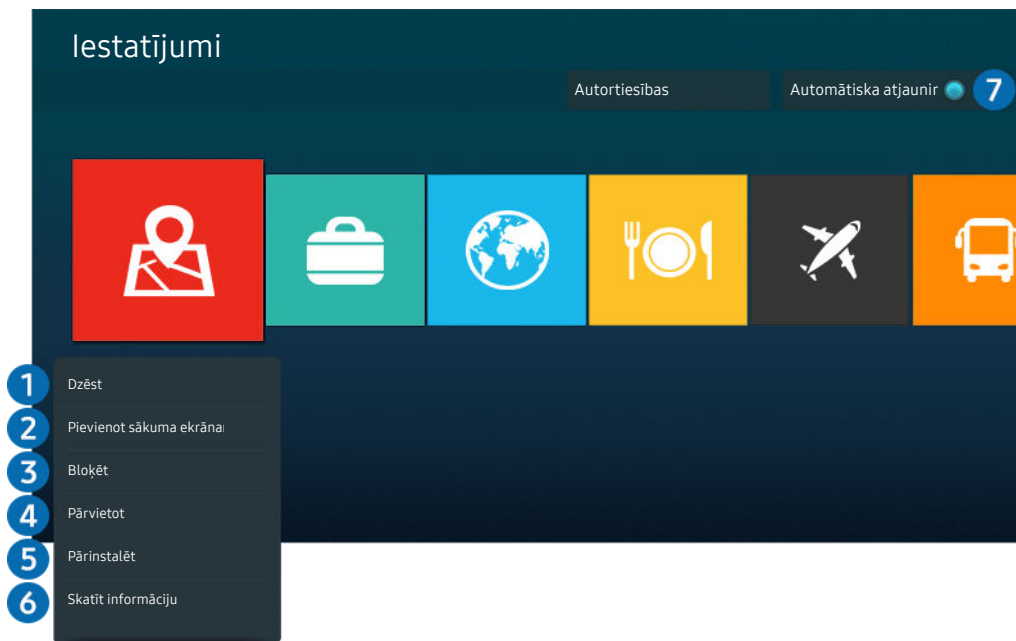 Iestatījumi
Autortiesības
Automātiska atjaunir
7
1 Dzēst
2 Pievienot sākuma ekrānaı
3 Bloķēt
4 Pārvietot
5 Pārinstalēt
6 Skatīt informāciju